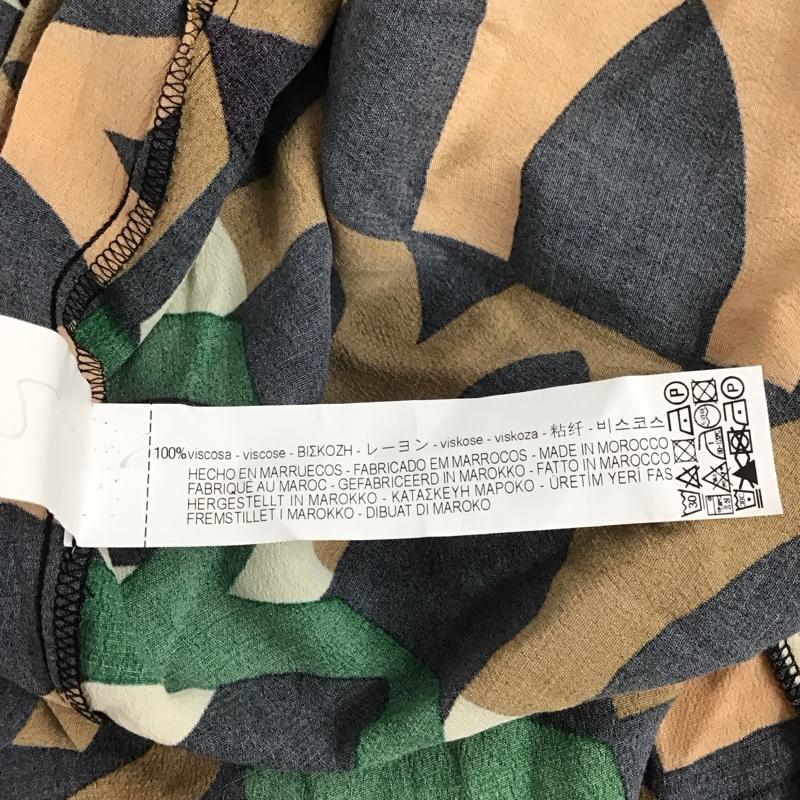 100% viscosa - viscose - ΒΙΣΚΟΖΗ - レーヨン - viskose - viskoza - 粘纤 - 비스코스
HECHO EN MARRUECOS - FABRICADO EM MARROCOS - MADE IN MOROCCO
FABRIQUÉ AU MAROC - GEFABRICEERD IN MAROKKO - FATTO IN MAROCCO
HERGESTELLT IN MAROKKO - ΚΑΤΑΣΚΕΥΗ ΜΑΡΟΚΟ - ÜRETİM YERİ FAS
FREMSTILLET I MAROKKO - DIBUAT DI MAROKO
P
P
30